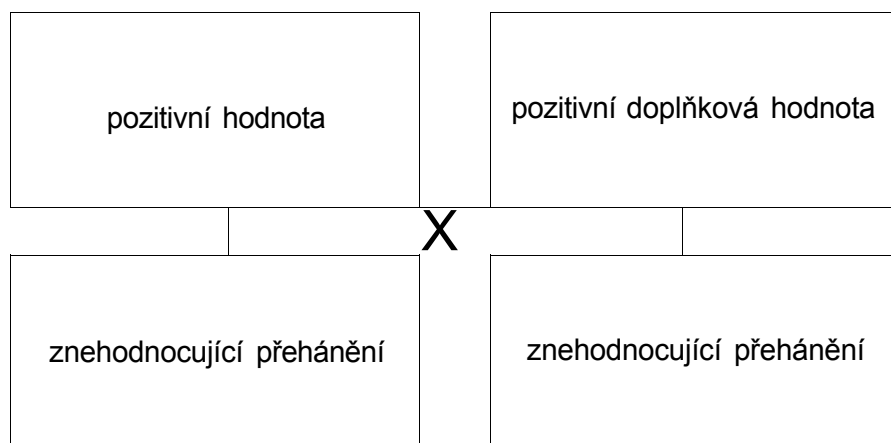 pozitivní hodnota
pozitivní doplňková hodnota
X
znehodnocující přehánění
znehodnocující přehánění